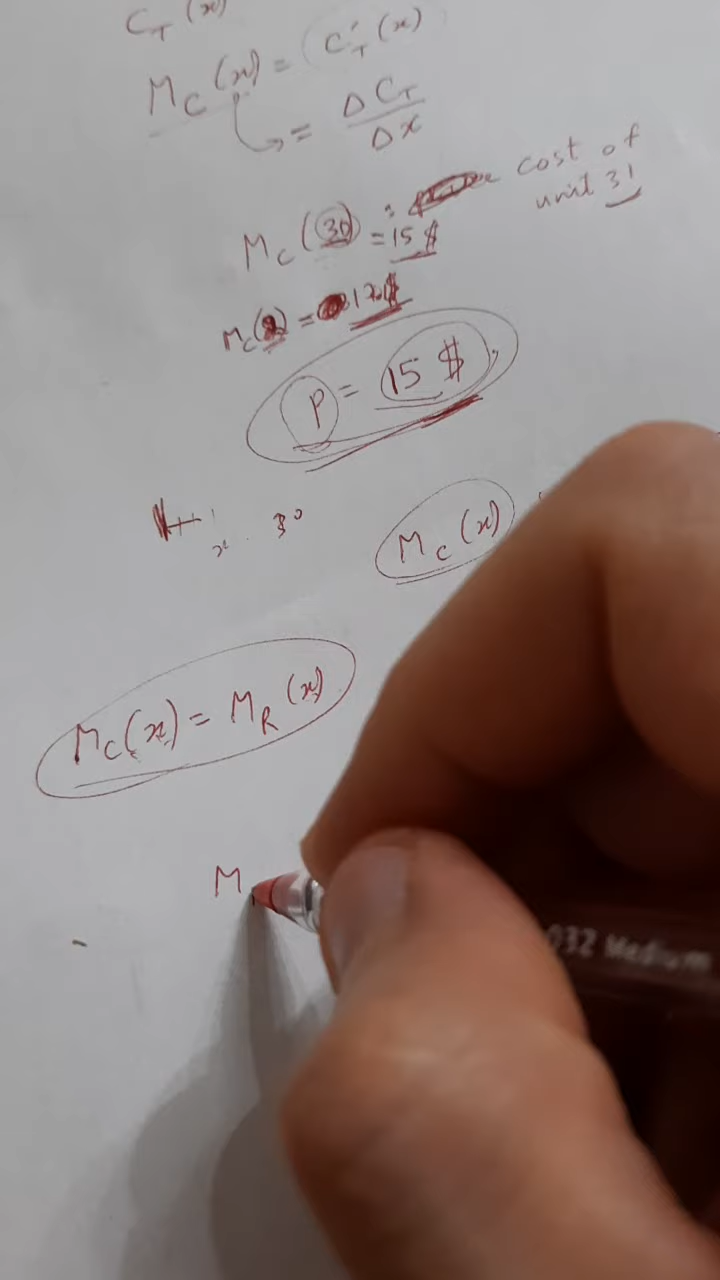 C_T (x)
M_C (x) = C'_T (x)
= ΔC_T / Δx
M_C (30) : cost of
unit 31
= 15 $
M_C( ) = 12$
P = 15 $
x . 30
M_C (x)
M_C(x) = M_R (x)
M
032 Medium